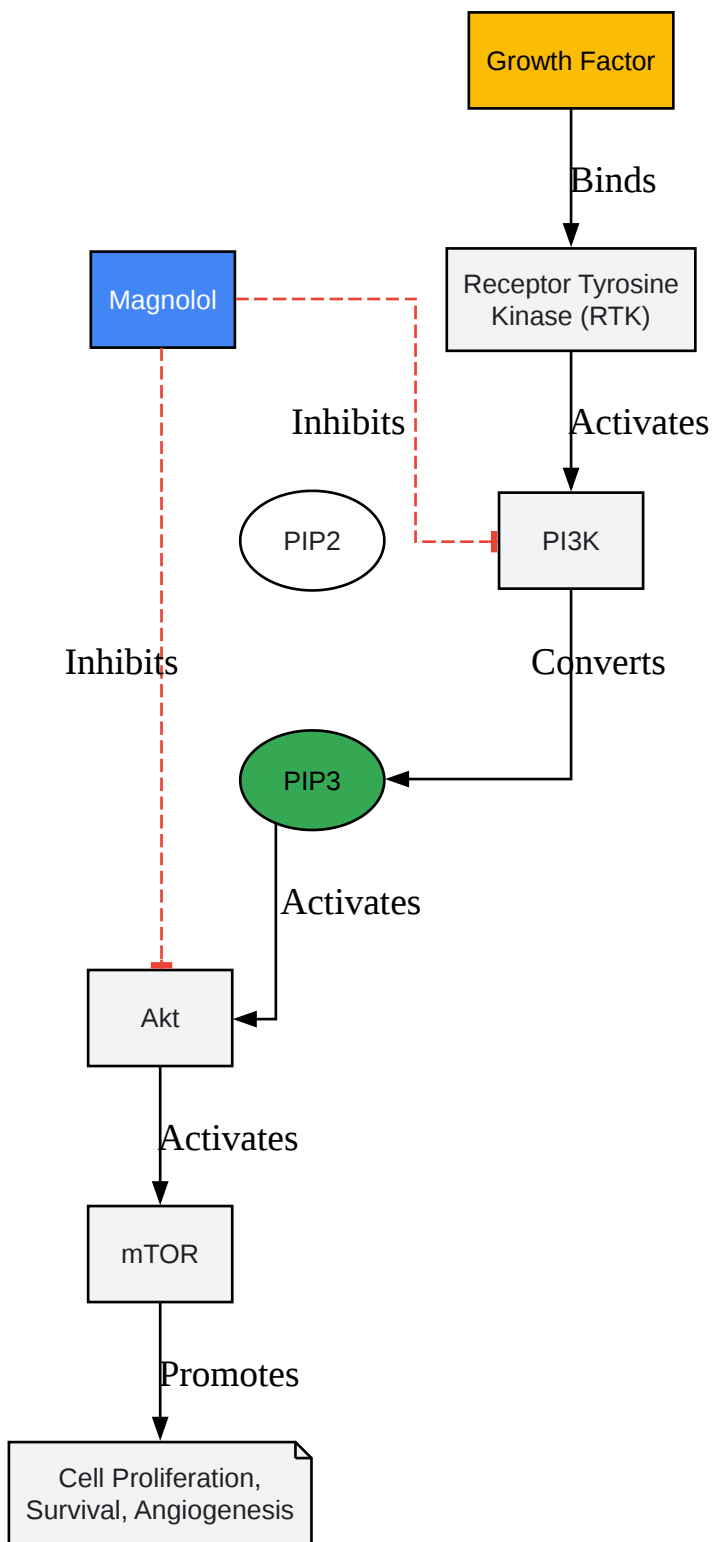 Growth Factor
Binds
Magnolol
Receptor Tyrosine
Kinase (RTK)
Inhibits
Activates
PIP2
PI3K
Inhibits
Converts
PIP3
Activates
Akt
Activates
mTOR
Promotes
Cell Proliferation,
Survival, Angiogenesis